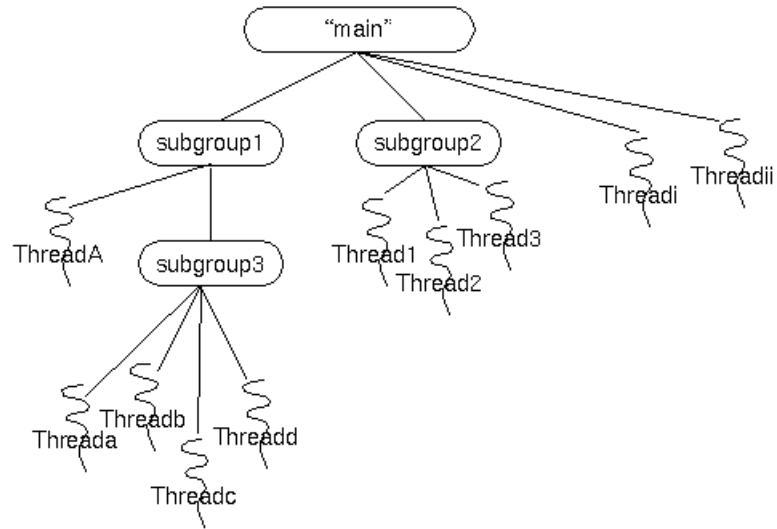 “main”
subgroup1
subgroup2
Threadi
Threadii
ThreadA
Thread1
Thread2
Thread3
subgroup3
Threada
Threadb
Threadc
Threadd